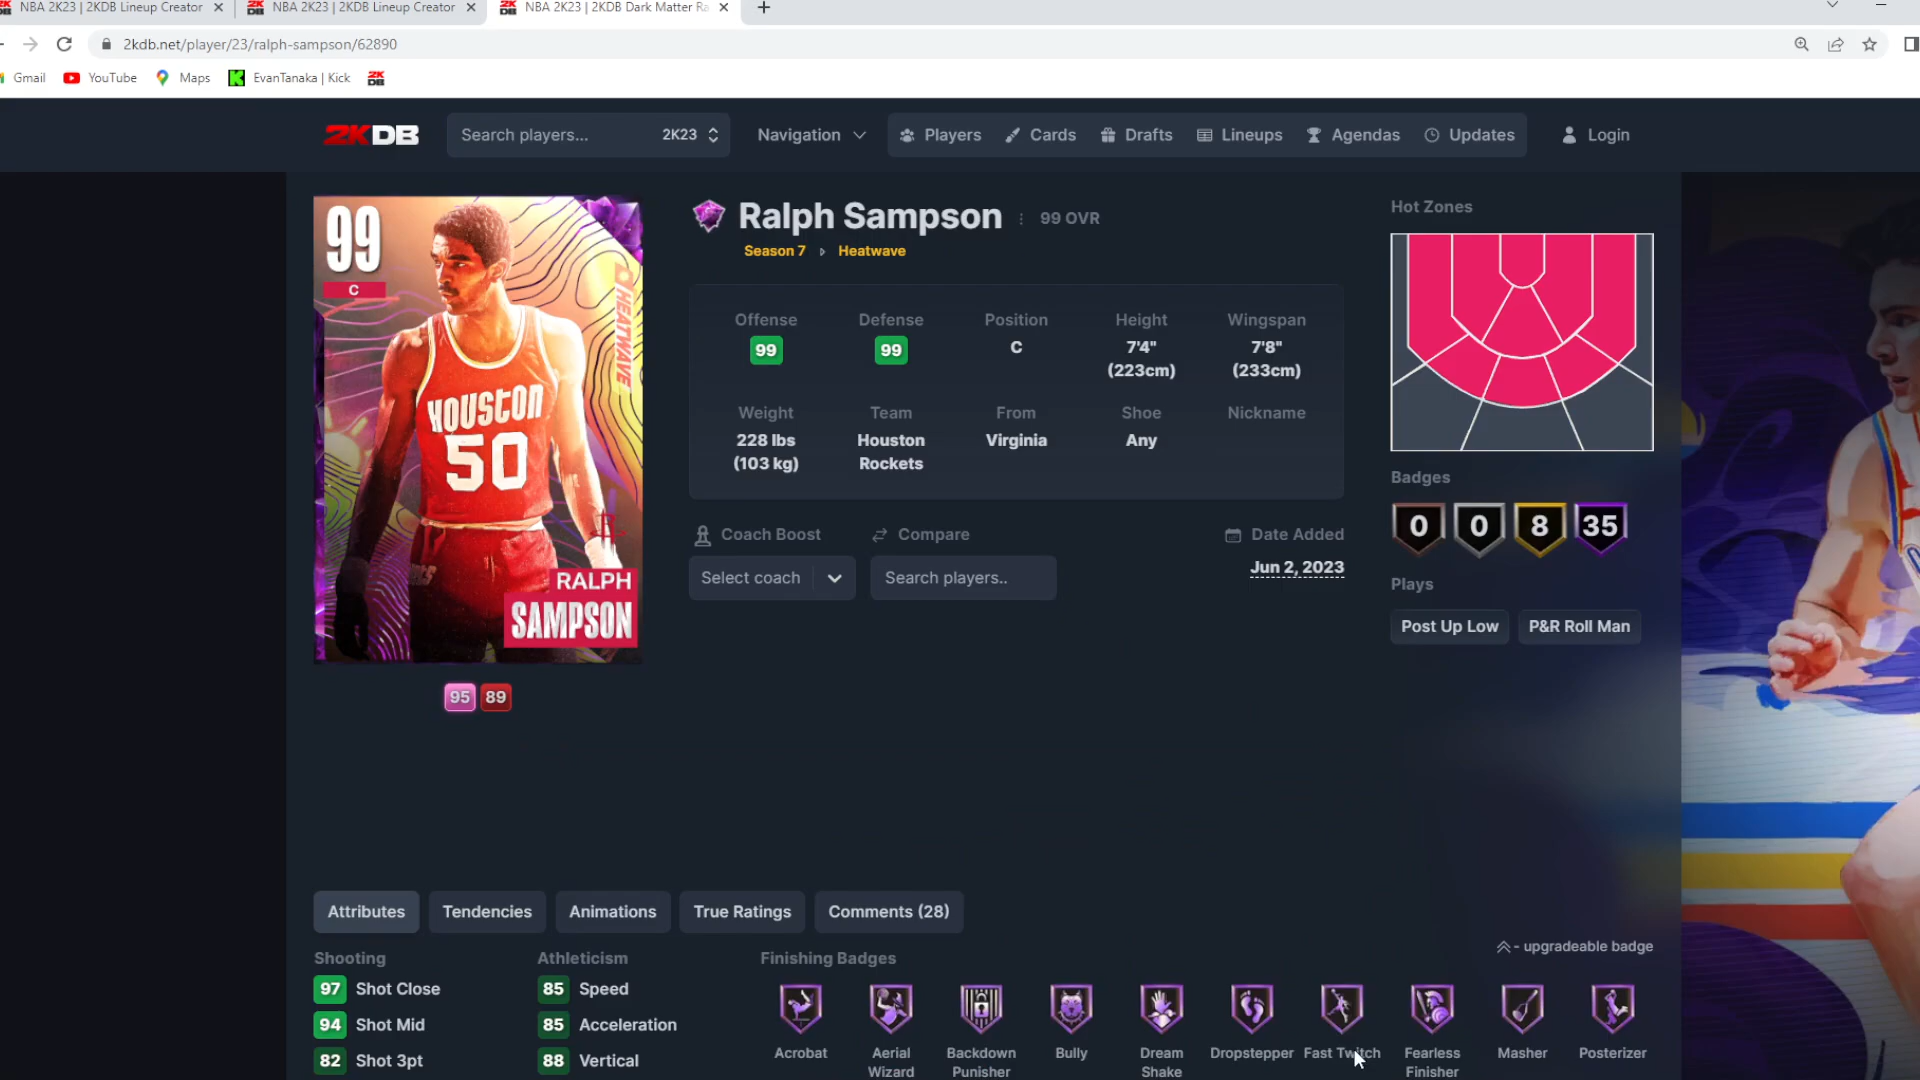 NBA 2K23 | 2KDB Lineup Creator
NBA 2K23 | 2KDB Lineup Creator
NBA 2K23 | 2KDB Dark Matter Ra
2kdb.net/player/23/ralph-sampson/62890
Gmail
YouTube
Maps
EvanTanaka | Kick
2K DB
2KDB
Search players...
2K23
Navigation
Players
Cards
Drafts
Lineups
Agendas
Updates
Login
99
C
HEATWAVE
HOUSTON
50
RALPH
SAMPSON
95
89
Ralph Sampson
99 OVR
Season 7
Heatwave
Offense
99
Defense
99
Position
C
Height
7'4"
(223cm)
Wingspan
7'8"
(233cm)
Weight
228 lbs
(103 kg)
Team
Houston
Rockets
From
Virginia
Shoe
Any
Nickname
Coach Boost
Select coach
Compare
Search players..
Date Added
Jun 2, 2023
Hot Zones
Badges
0
0
8
35
Plays
Post Up Low
P&R Roll Man
Attributes
Tendencies
Animations
True Ratings
Comments (28)
- upgradeable badge
Shooting
97 Shot Close
94 Shot Mid
82 Shot 3pt
Athleticism
85 Speed
85 Acceleration
88 Vertical
Finishing Badges
Acrobat
Aerial
Wizard
Backdown
Punisher
Bully
Dream
Shake
Dropstepper
Fast Twitch
Fearless
Finisher
Masher
Posterizer